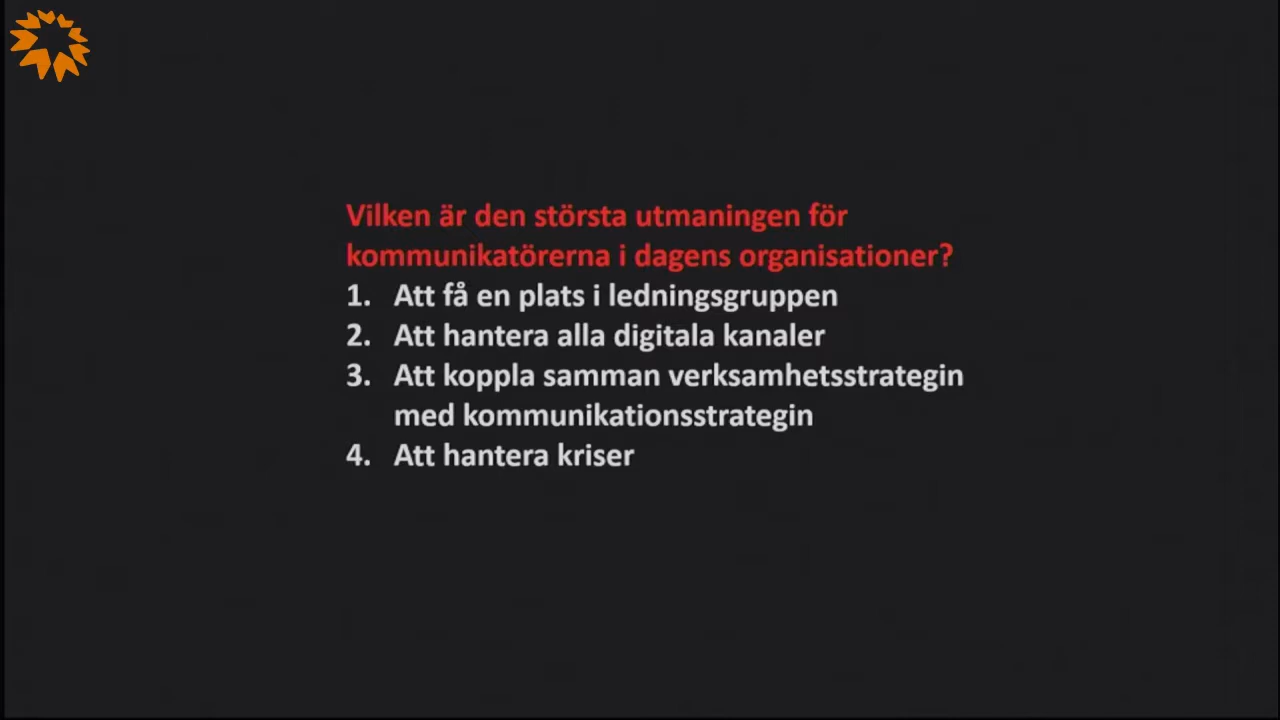 Vilken är den största utmaningen för
kommunikatörerna i dagens organisationer?
1. Att få en plats i ledningsgruppen
2. Att hantera alla digitala kanaler
3. Att koppla samman verksamhetsstrategin
med kommunikationsstrategin
4. Att hantera kriser